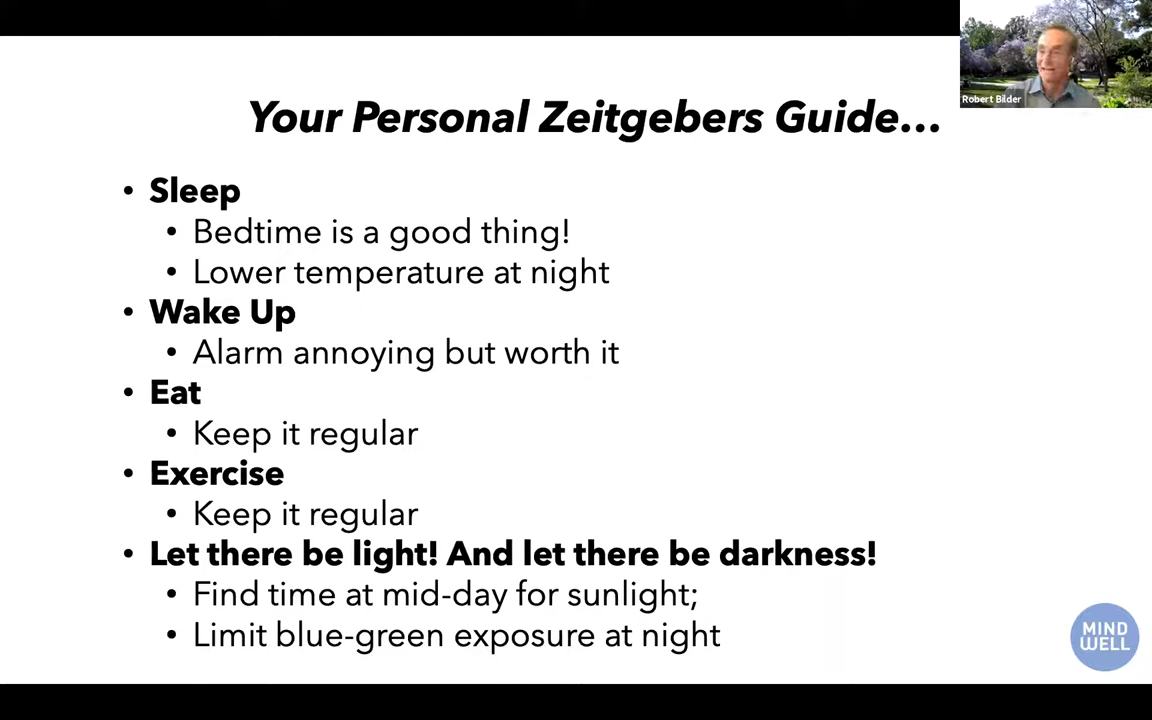 Robert Bilder
Your Personal Zeitgebers Guide...
• Sleep
• Bedtime is a good thing!
• Lower temperature at night
• Wake Up
• Alarm annoying but worth it
• Eat
• Keep it regular
• Exercise
• Keep it regular
• Let there be light! And let there be darkness!
• Find time at mid-day for sunlight;
• Limit blue-green exposure at night
MIND
WELL